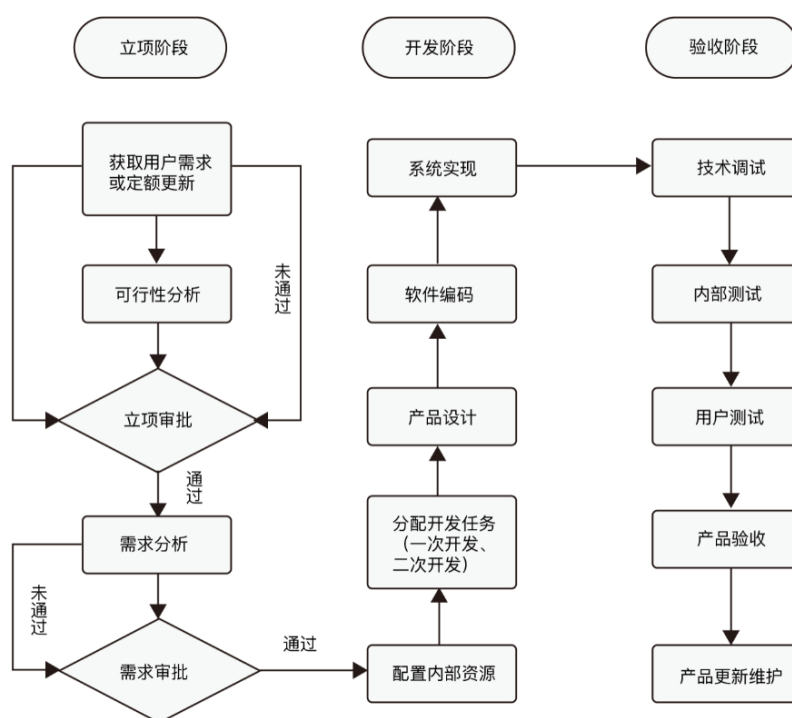 立项阶段
获取用户需求
或定额更新
未通过
可行性分析
立项审批
通过
需求分析
未通过
需求审批
通过
开发阶段
系统实现
软件编码
产品设计
分配开发任务
（一次开发、
二次开发）
配置内部资源
验收阶段
技术调试
内部测试
用户测试
产品验收
产品更新维护